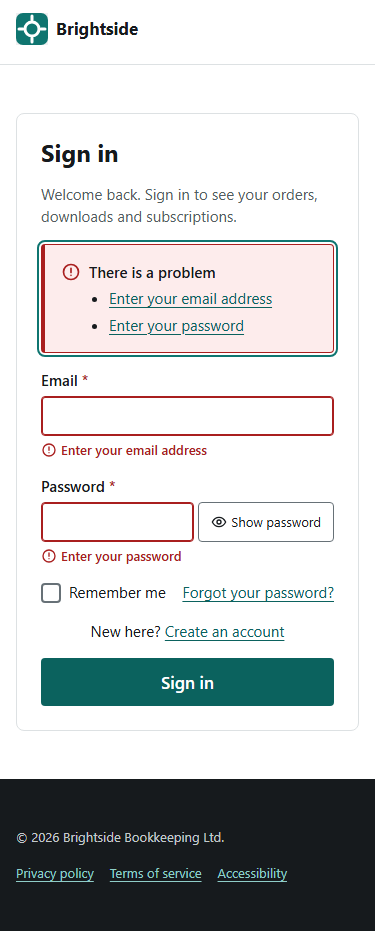 Brightside
Sign in
Welcome back. Sign in to see your orders,
downloads and subscriptions.
There is a problem
• Enter your email address
• Enter your password
Email *
Enter your email address
Password *
Show password
Enter your password
Remember me
Forgot your password?
New here? Create an account
Sign in
© 2026 Brightside Bookkeeping Ltd.
Privacy policy
Terms of service
Accessibility